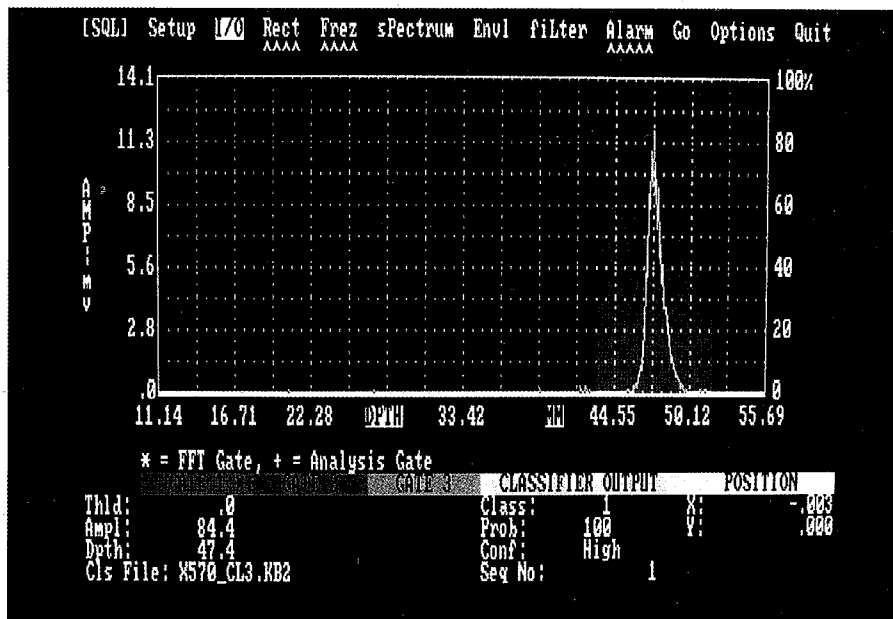 [SQL] Setup I/O Rect Frez sPectrum Envl fiLter Alarm Go Options Quit
^^^^ ^^^^ ^^^^^
14.1 100%
11.3 80
8.5 60
5.6 40
2.8 20
.0 0
AMP¦mv
11.14 16.71 22.28 DPTH 33.42 MM 44.55 50.12 55.69
* = FFT Gate, + = Analysis Gate
GATE 3 CLASSIFIER OUTPUT POSITION
Thld: .0 Class: 1 X: -.003
Ampl: 84.4 Prob: 100 Y: .000
Dpth: 47.4 Conf: High
Cls File: X570_CL3.KB2 Seq No: 1